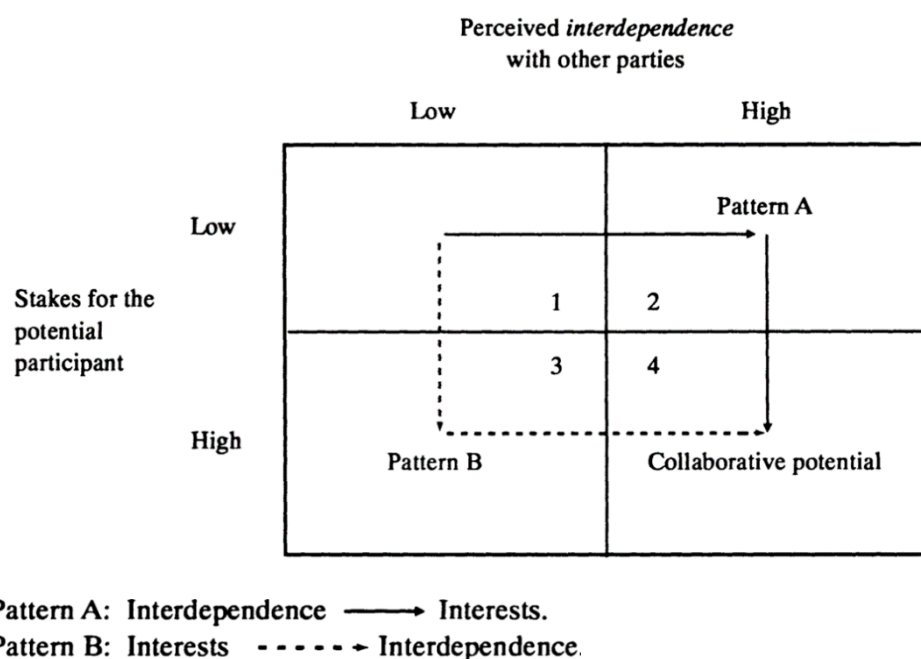 Perceived interdependence
with other parties
Low High
Pattern A
Low
Stakes for the
potential
participant
1 2
3 4
High
Pattern B Collaborative potential
Pattern A: Interdependence Interests.
Pattern B: Interests Interdependence.